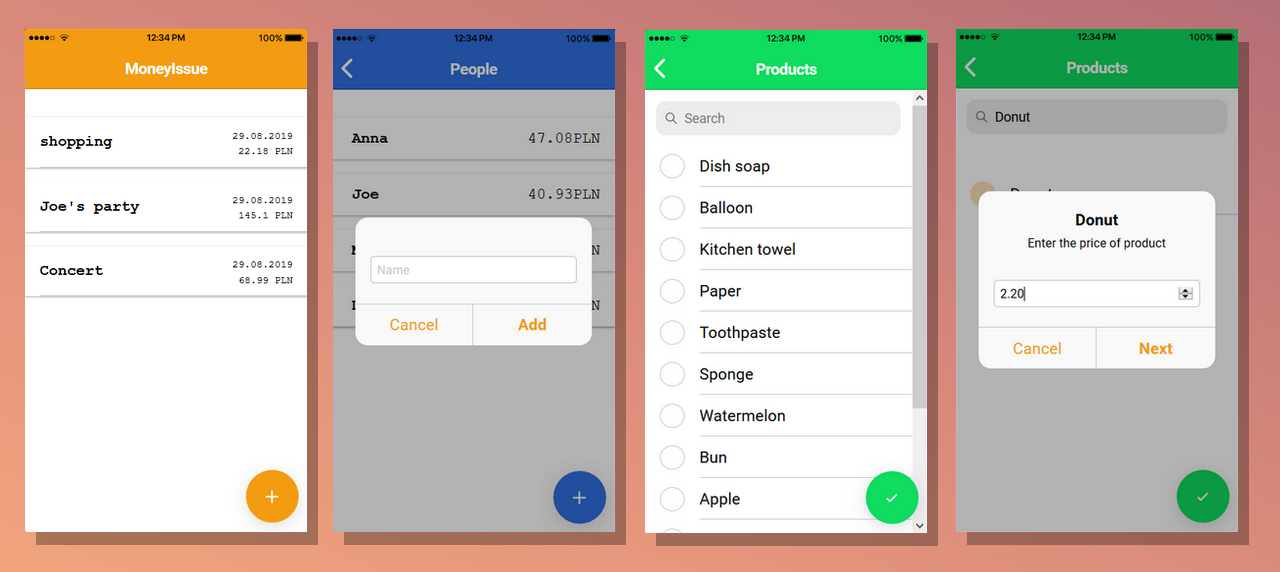 12:34 PM 100%
MoneyIssue
shopping 29.08.2019
22.18 PLN
Joe's party 29.08.2019
145.1 PLN
Concert 29.08.2019
68.99 PLN
12:34 PM 100%
People
Anna 47.08PLN
Joe 40.93PLN
Name
Cancel Add
12:34 PM 100%
Products
Search
Dish soap
Balloon
Kitchen towel
Paper
Toothpaste
Sponge
Watermelon
Bun
Apple
12:34 PM 100%
Products
Donut
Donut
Enter the price of product
2.20
Cancel Next